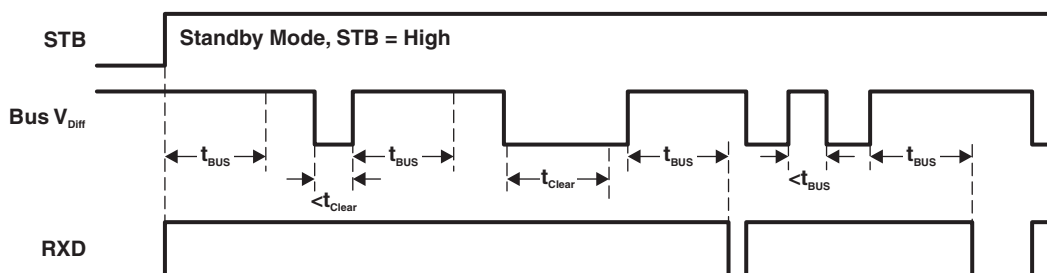 STB
Standby Mode, STB = High
Bus VDiff
tBUS
tBUS
tBUS
tBUS
<tBUS
tClear
<tClear
RXD